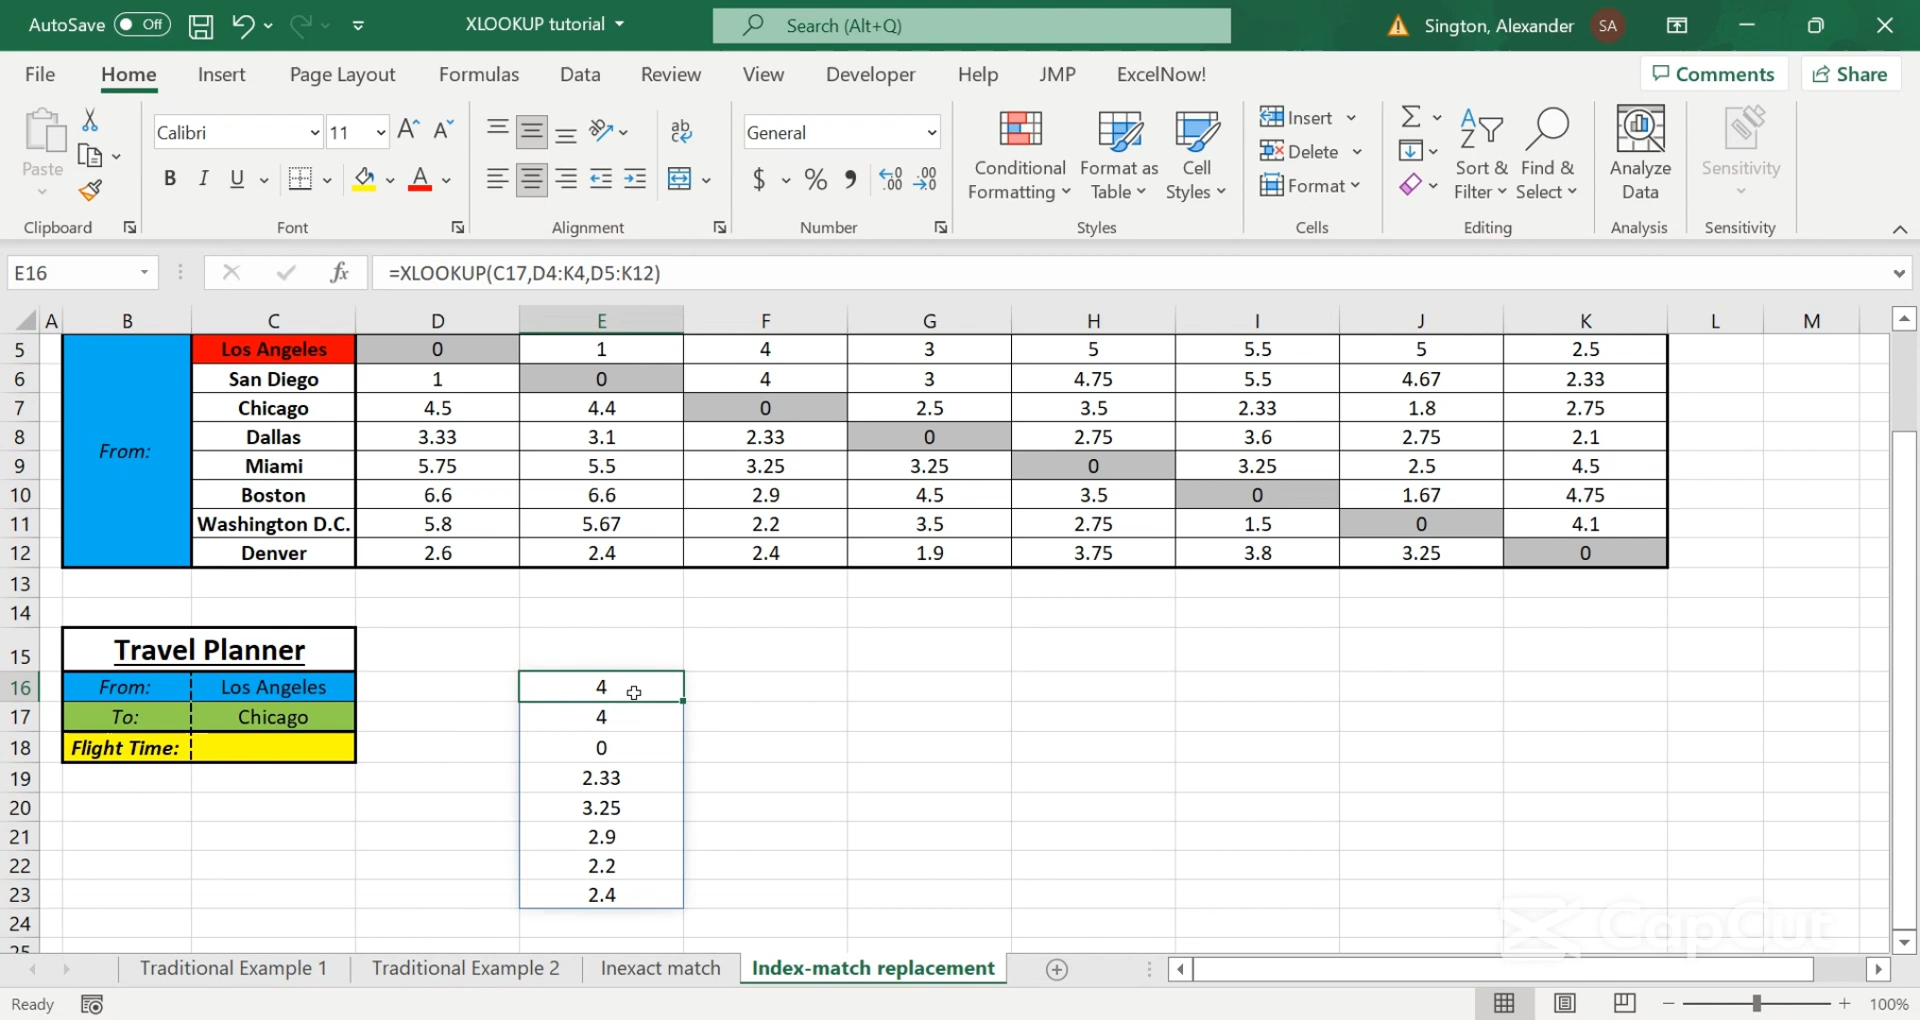 AutoSave Off XLOOKUP tutorial Search (Alt+Q) Sington, Alexander SA
File Home Insert Page Layout Formulas Data Review View Developer Help JMP ExcelNow! Comments Share
Paste Calibri 11 ab General Conditional Formatting Format as Table Cell Styles Insert Delete Format Sort & Filter Find & Select Analyze Data Sensitivity
B I U A $ % 9 .00
Clipboard Font Alignment Number Styles Cells Editing Analysis Sensitivity
E16 fx =XLOOKUP(C17,D4:K4,D5:K12)
A B C D E F G H I J K L M
5 Los Angeles 0 1 4 3 5 5.5 5 2.5
6 San Diego 1 0 4 3 4.75 5.5 4.67 2.33
7 Chicago 4.5 4.4 0 2.5 3.5 2.33 1.8 2.75
8 Dallas 3.33 3.1 2.33 0 2.75 3.6 2.75 2.1
From:
9 Miami 5.75 5.5 3.25 3.25 0 3.25 2.5 4.5
10 Boston 6.6 6.6 2.9 4.5 3.5 0 1.67 4.75
11 Washington D.C. 5.8 5.67 2.2 3.5 2.75 1.5 0 4.1
12 Denver 2.6 2.4 2.4 1.9 3.75 3.8 3.25 0
13
14
15 Travel Planner
16 From: Los Angeles 4
17 To: Chicago 4
18 Flight Time: 0
19 2.33
20 3.25
21 2.9
22 2.2
23 2.4
24
25
CapCut
Traditional Example 1 Traditional Example 2 Inexact match Index-match replacement
Ready 100%